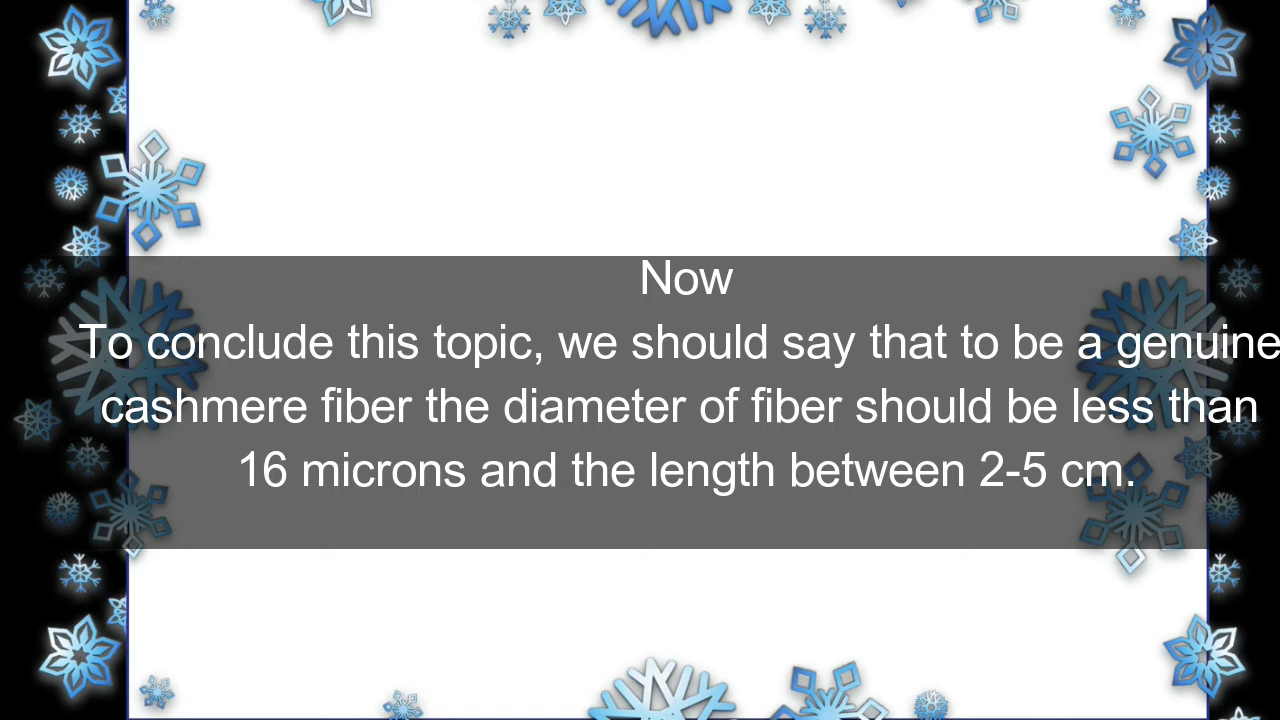 Now
To conclude this topic, we should say that to be a genuine
cashmere fiber the diameter of fiber should be less than
16 microns and the length between 2-5 cm.